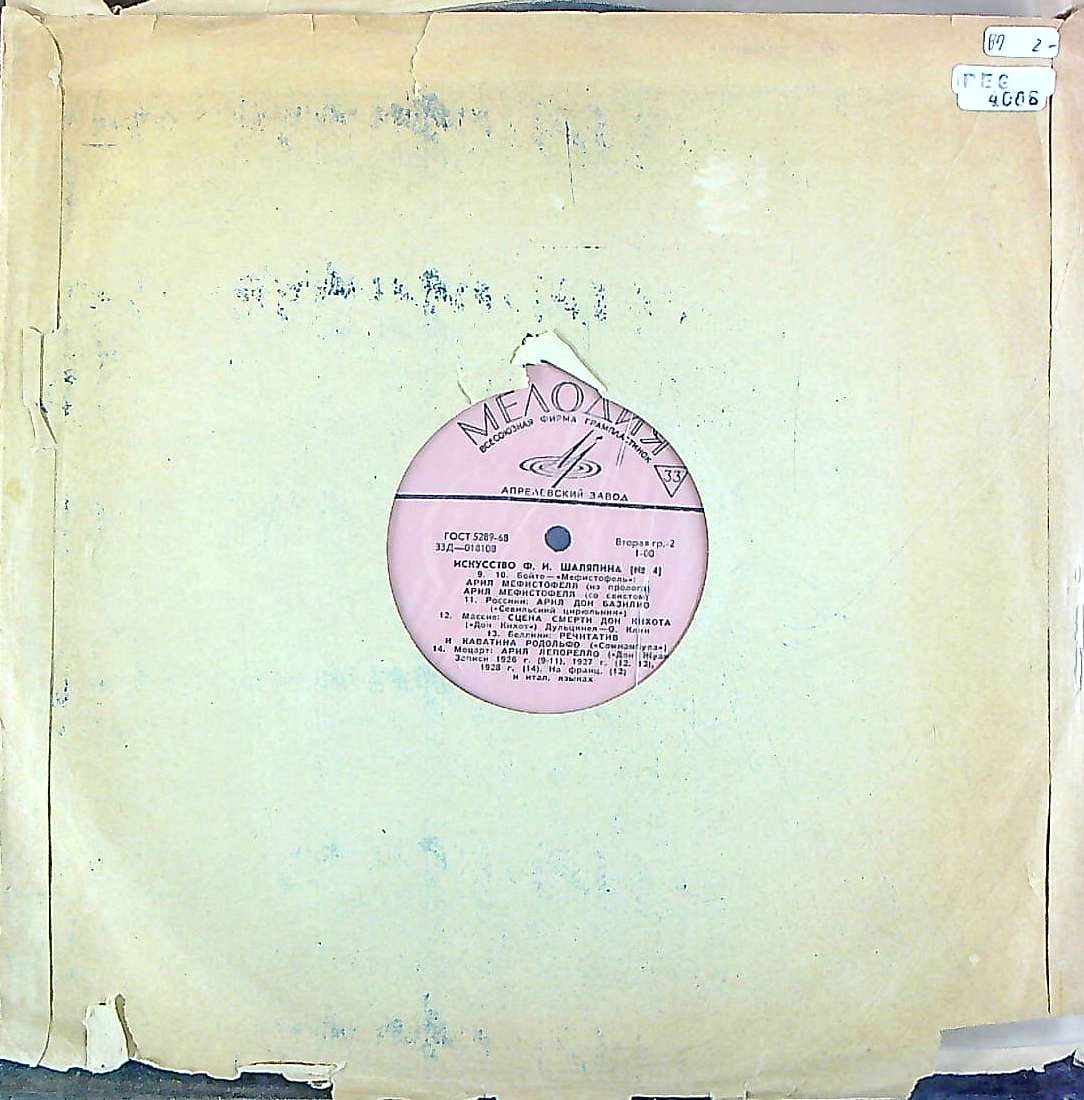 87 2-
4006
МЕЛОДИЯ
ВСЕСОЮЗНАЯ ФИРМА ГРАМПЛАСТИНОК
33
АПРЕЛЕВСКИЙ ЗАВОД
ГОСТ 5289-68
Вторая гр.-2
33Д—018108
1-00
ИСКУССТВО Ф. И. ШАЛЯПИНА [№ 4]
9. 10. Бойто—«Мефистофель»:
АРИЯ МЕФИСТОФЕЛЯ (из пролога)
АРИЯ МЕФИСТОФЕЛЯ (со свистом)
11. Россини: АРИЯ ДОН БАЗИЛИО
(«Севильский цирюльник»)
12. Массне: СЦЕНА СМЕРТИ ДОН КИХОТА
(«Дон Кихот») Дульцинея—О. Клин
13. Беллини: РЕЧИТАТИВ
И КАВАТИНА РОДОЛЬФО («Сомнамбула»)
14. Моцарт: АРИЯ ЛЕПОРЕЛЛО («Дон Жуан
Записи 1926 г. (9-11), 1927 г. (12, 13),
1928 г. (14). На франц. (12)
и итал. языках